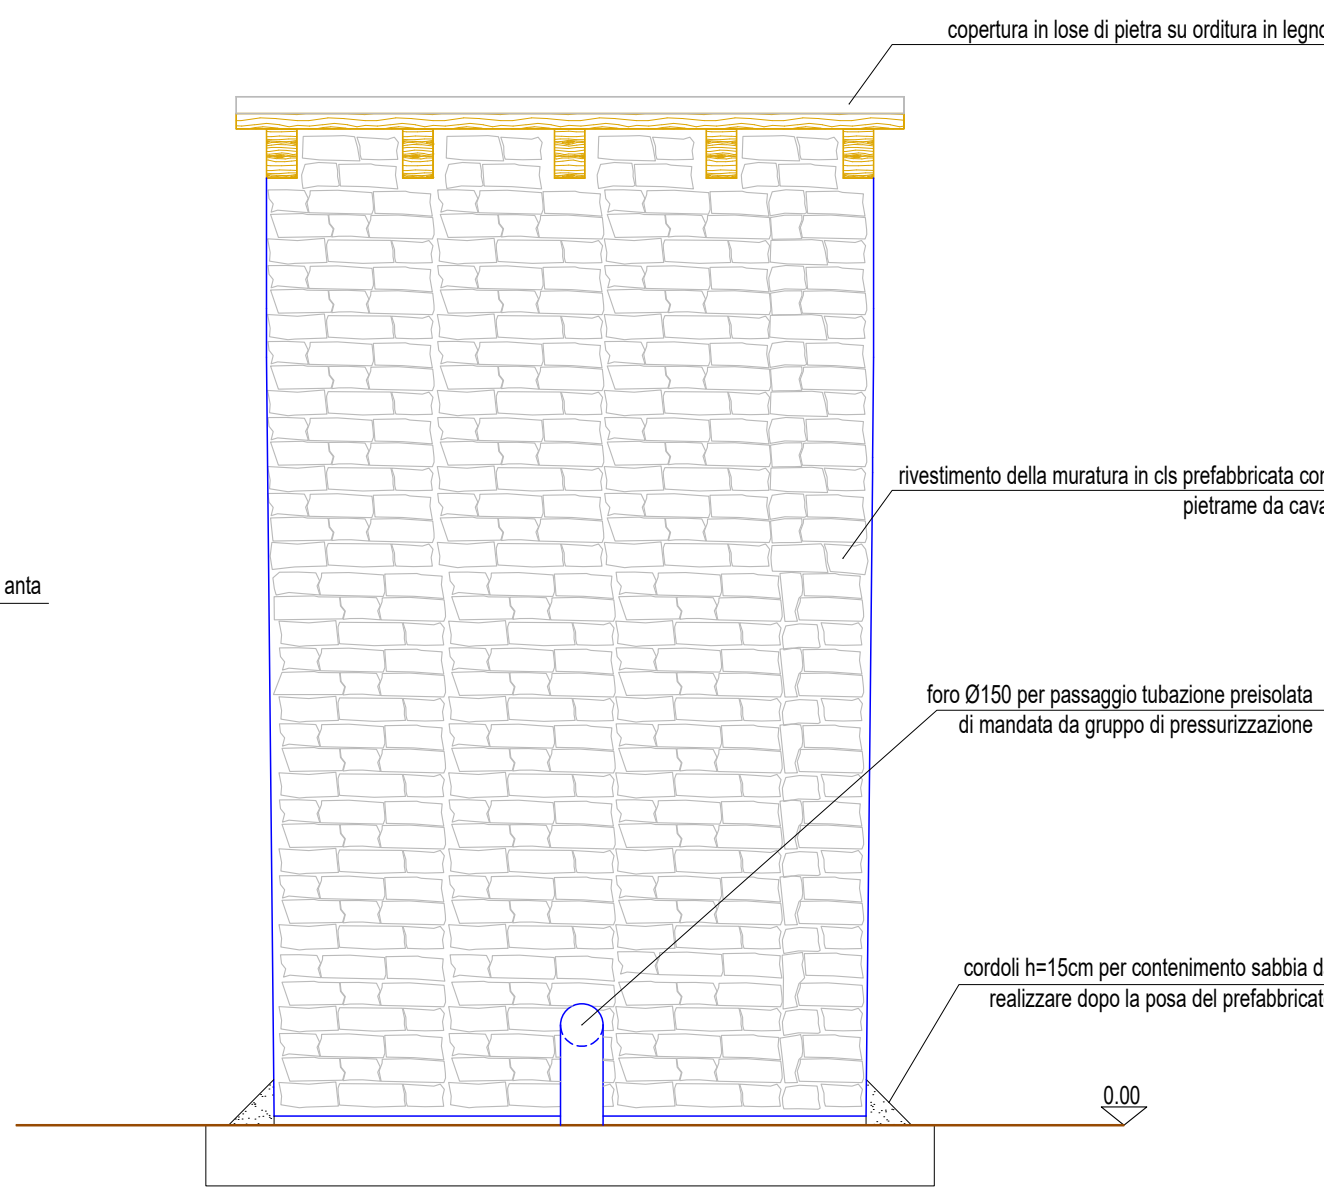 copertura in lose di pietra su orditura in legno
rivestimento della muratura in cls prefabbricata con
pietrame da cava
anta
foro Ø150 per passaggio tubazione preisolata
di mandata da gruppo di pressurizzazione
cordoli h=15cm per contenimento sabbia da
realizzare dopo la posa del prefabbricato
0.00